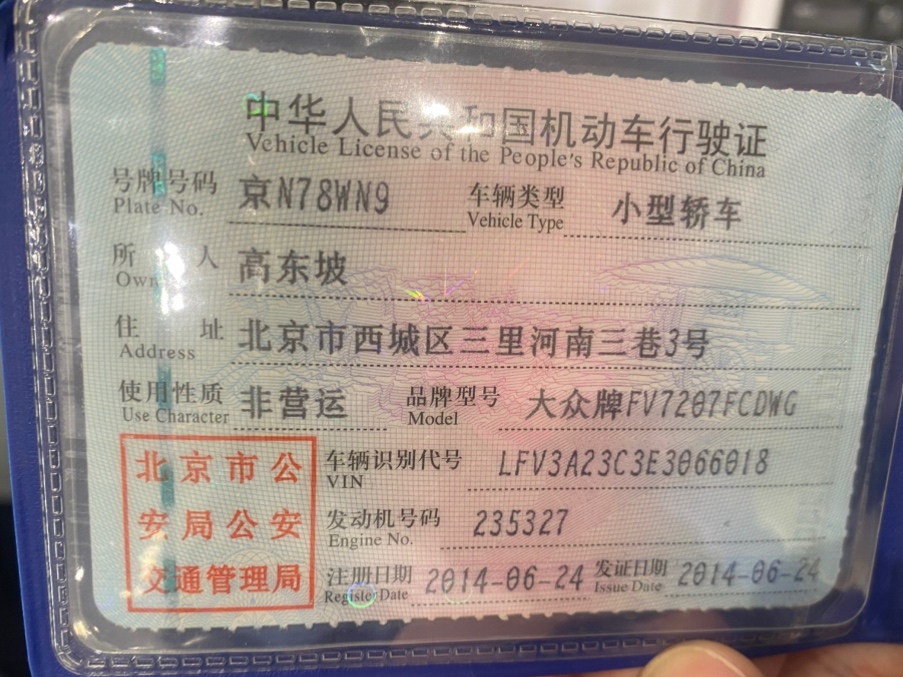 中华人民共和国机动车行驶证
Vehicle License of the People's Republic of China
号牌号码 京N78WN9 车辆类型 小型轿车
Plate No. Vehicle Type
所 人 高东坡
Own
住 址 北京市西城区三里河南三巷3号
Address
使用性质 非营运 品牌型号 大众牌FV7207FCDWG
Use Character Model
北京市公 车辆识别代号 LFV3A23C3E3066018
VIN
安局公安 发动机号码 235327
Engine No.
交通管理局 注册日期 2014-06-24 发证日期 2014-06-24
Register Date Issue Date